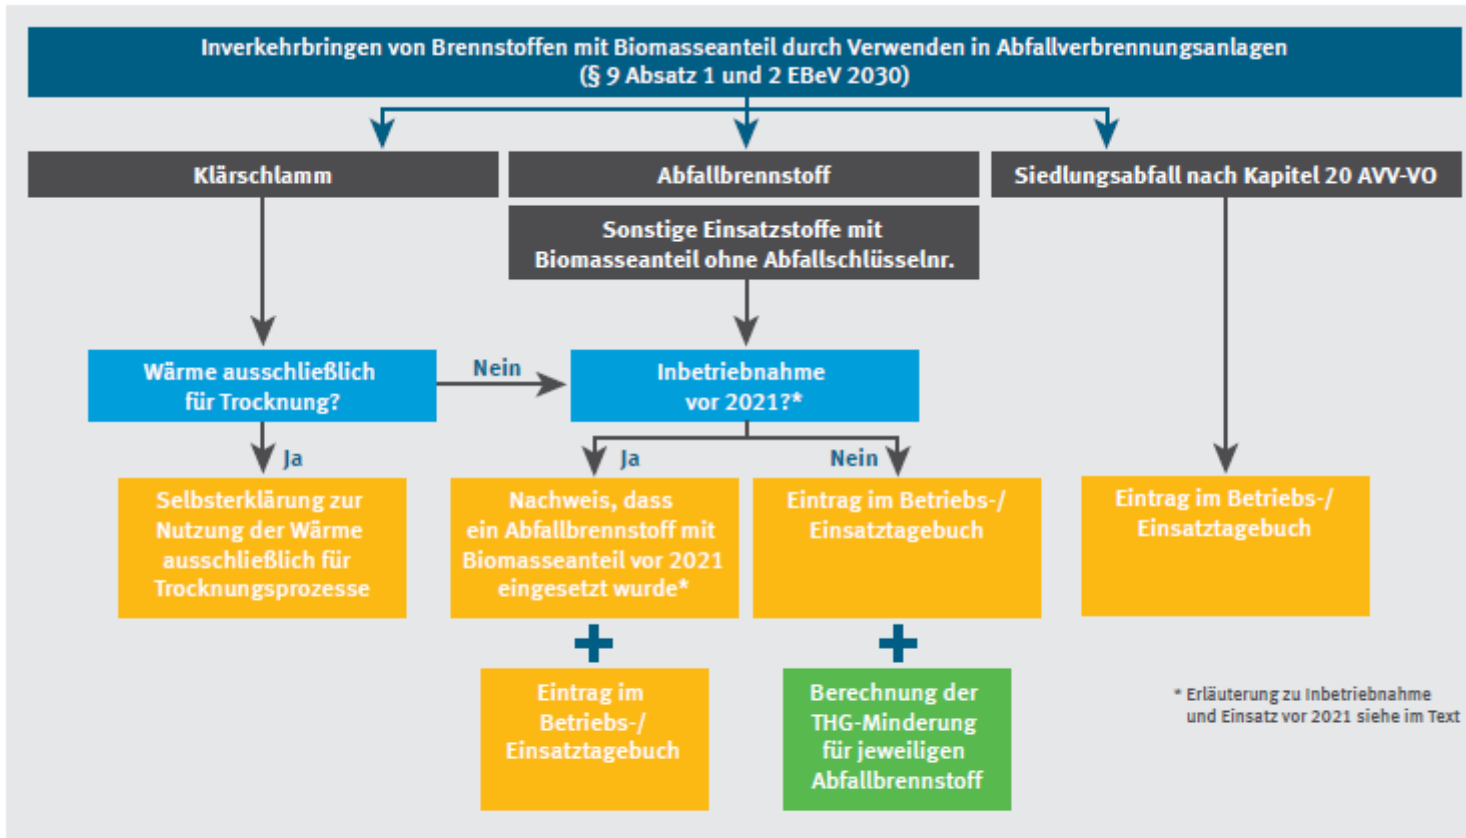 Inverkehrbringen von Brennstoffen mit Biomasseanteil durch Verwenden in Abfallverbrennungsanlagen
(§ 9 Absatz 1 und 2 EBeV 2030)
Klärschlamm
Abfallbrennstoff
Siedlungsabfall nach Kapitel 20 AVV-VO
Sonstige Einsatzstoffe mit
Biomasseanteil ohne Abfallschlüsselnr.
Wärme ausschließlich
für Trocknung?
Nein
Inbetriebnahme
vor 2021?*
Ja
Ja
Nein
Selbsterklärung zur
Nutzung der Wärme
ausschließlich für
Trocknungsprozesse
Nachweis, dass
ein Abfallbrennstoff mit
Biomasseanteil vor 2021
eingesetzt wurde*
Eintrag im Betriebs-/
Einsatztagebuch
Eintrag im Betriebs-/
Einsatztagebuch
+
+
Eintrag im
Betriebs-/
Einsatztagebuch
Berechnung der
THG-Minderung
für jeweiligen
Abfallbrennstoff
* Erläuterung zu Inbetriebnahme
und Einsatz vor 2021 siehe im Text